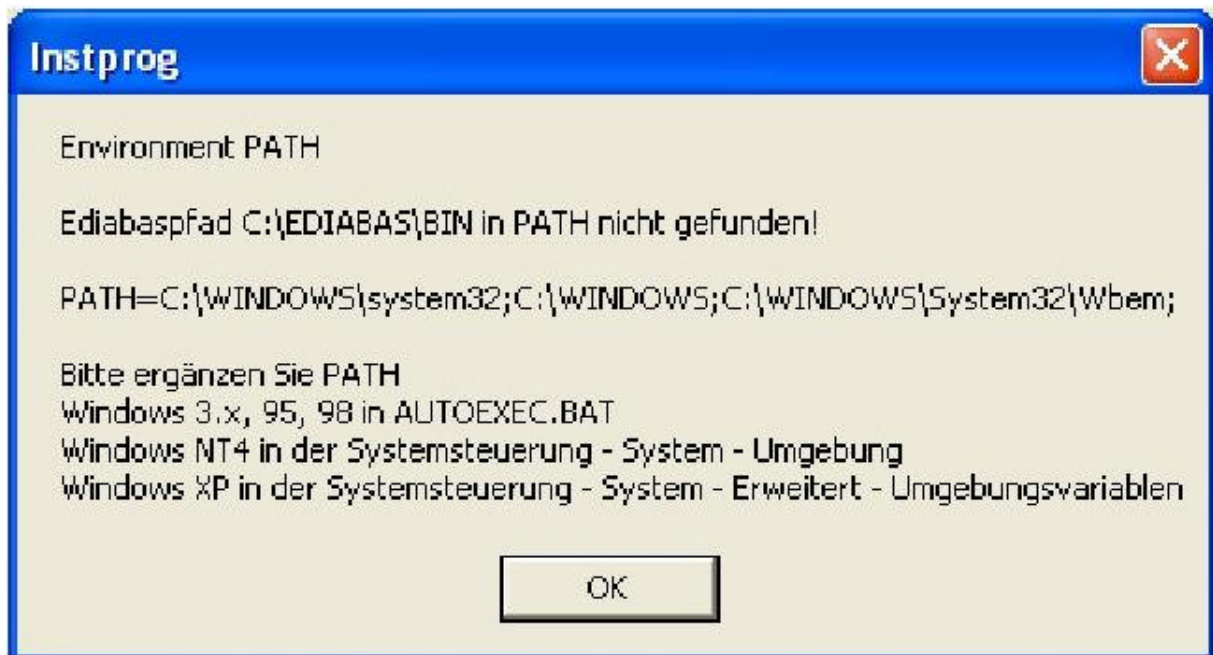 Instprog
Environment PATH
Ediabaspfad C:\EDIABAS\BIN in PATH nicht gefunden!
PATH=C:\WINDOWS\system32;C:\WINDOWS;C:\WINDOWS\System32\Wbem;
Bitte ergänzen Sie PATH
Windows 3.x, 95, 98 in AUTOEXEC.BAT
Windows NT4 in der Systemsteuerung - System - Umgebung
Windows XP in der Systemsteuerung - System - Erweitert - Umgebungsvariablen
OK